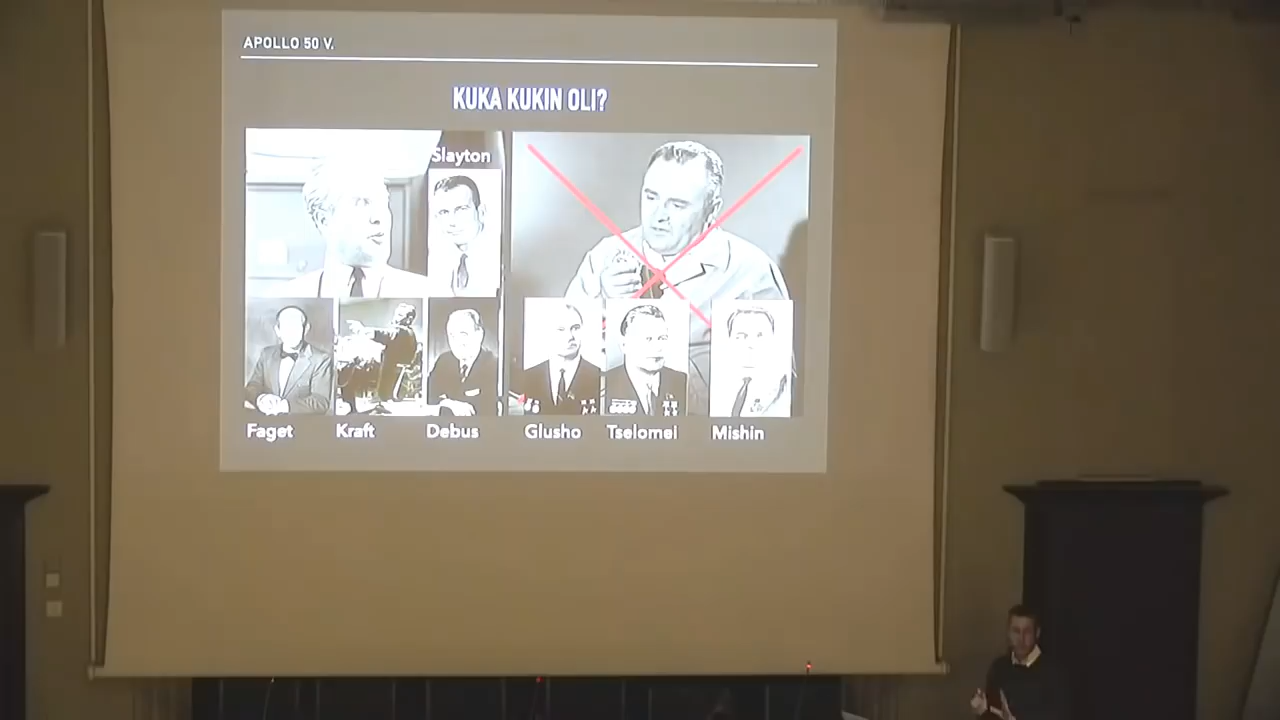 APOLLO 50 V.
KUKA KUKIN OLI?
Slayton
Faget Kraft Debus Glusho Tselomei Mishin